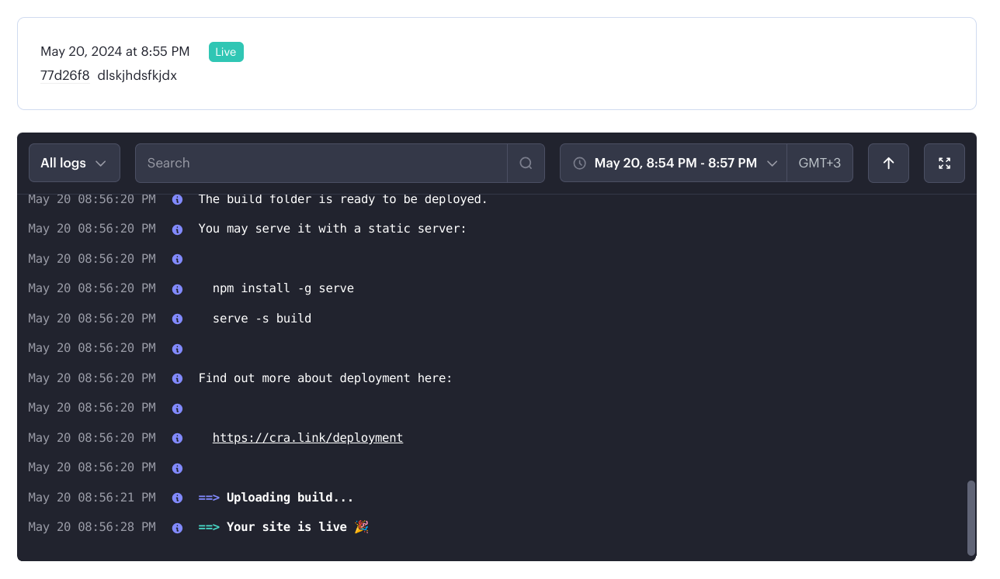 May 20, 2024 at 8:55 PM Live
77d26f8 dlskjhdsfkjdx
All logs Search May 20, 8:54 PM - 8:57 PM GMT+3
May 20 08:56:20 PM The build folder is ready to be deployed.
May 20 08:56:20 PM You may serve it with a static server:
May 20 08:56:20 PM
May 20 08:56:20 PM npm install -g serve
May 20 08:56:20 PM serve -s build
May 20 08:56:20 PM
May 20 08:56:20 PM Find out more about deployment here:
May 20 08:56:20 PM
May 20 08:56:20 PM https://cra.link/deployment
May 20 08:56:20 PM
May 20 08:56:21 PM ==> Uploading build...
May 20 08:56:28 PM ==> Your site is live 🎉